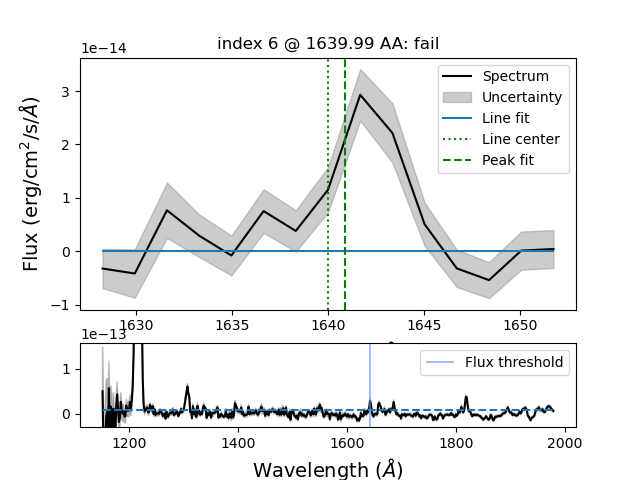 index 6 @ 1639.99 AA: fail
1e−14
Flux (erg/cm²/s/Å)
3
2
1
0
−1
Spectrum
Uncertainty
Line fit
Line center
Peak fit
1630 1635 1640 1645 1650
1e−13
1
0
Flux threshold
1200 1400 1600 1800 2000
Wavelength (Å)